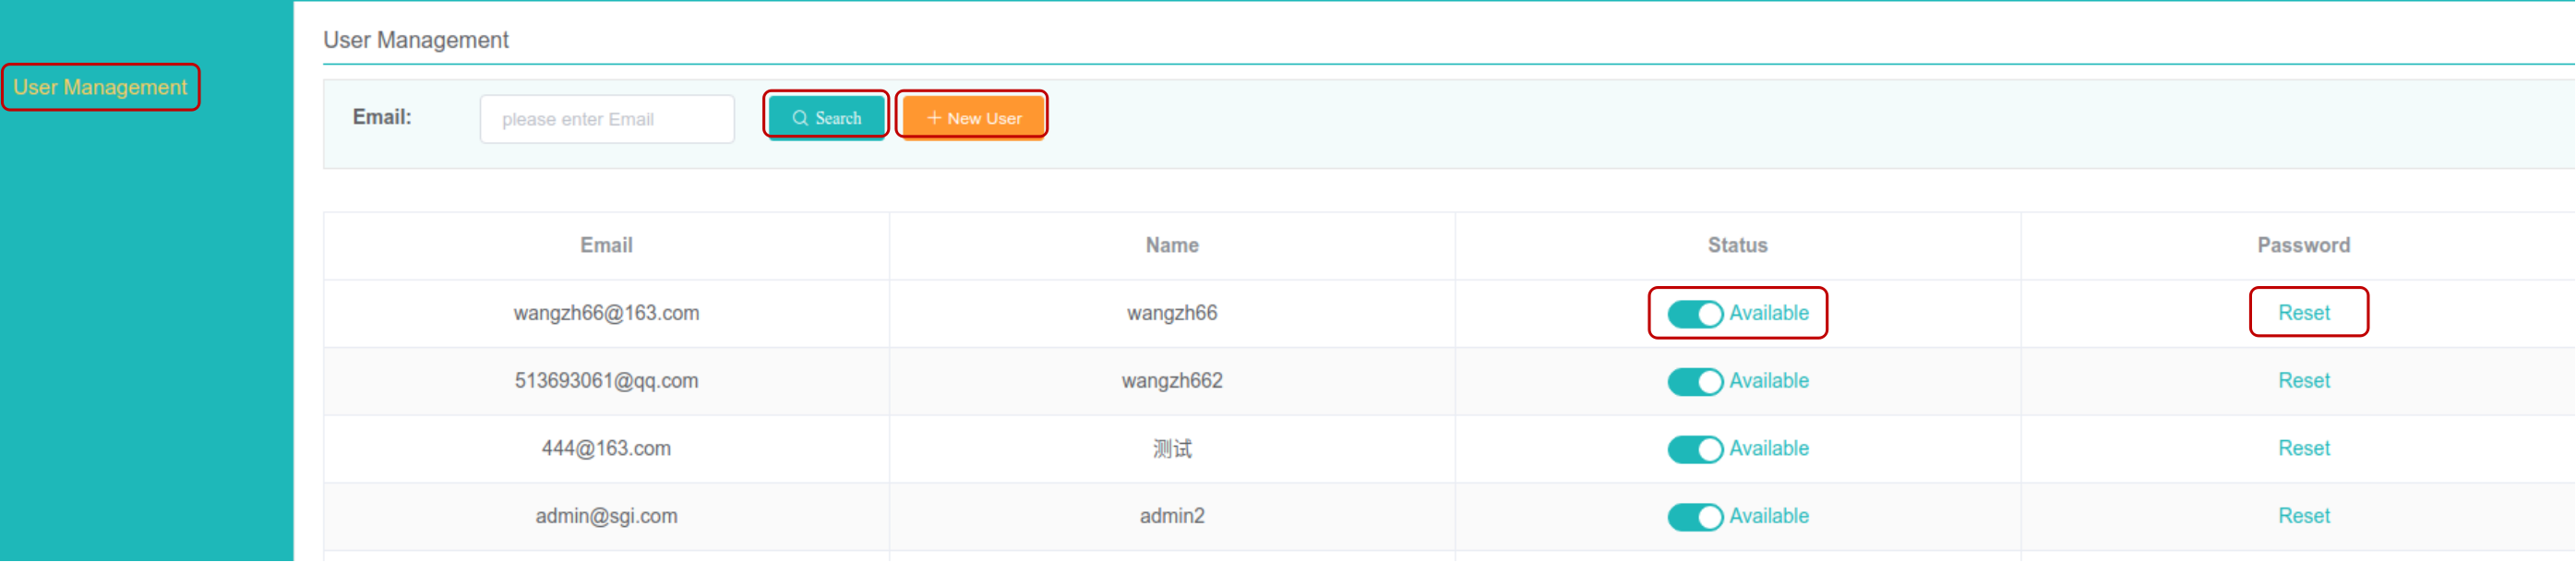 User Management
User Management
Email: please enter Email Search + New User
Email Name Status Password
wangzh66@163.com wangzh66 Available Reset
513693061@qq.com wangzh662 Available Reset
444@163.com 测试 Available Reset
admin@sgi.com admin2 Available Reset